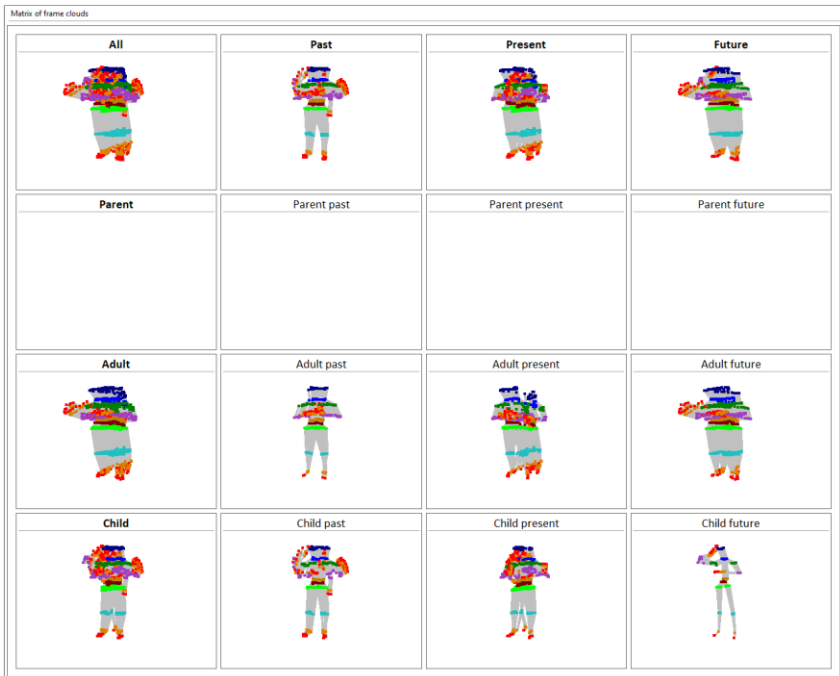 Matrix of frame clouds
All Past Present Future
Parent Parent past Parent present Parent future
Adult Adult past Adult present Adult future
Child Child past Child present Child future